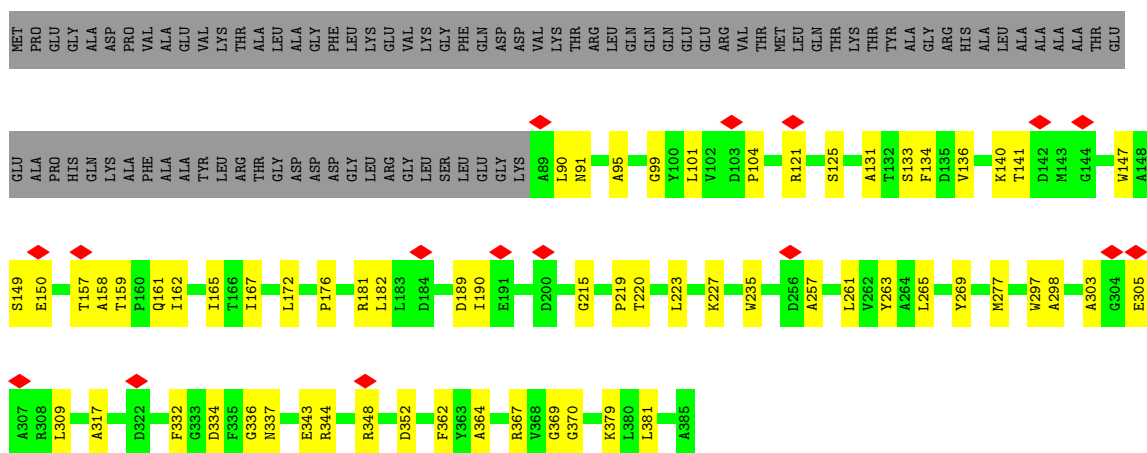 MET PRO GLU GLY ALA ASP PRO VAL ALA GLU VAL LYS THR ALA LEU ALA GLY PHE LEU LYS GLU VAL LYS GLY PHE GLN ASP ASP VAL LYS THR ARG LEU GLN GLN GLN GLU GLU ARG VAL THR MET LEU GLN THR LYS THR TYR ALA GLY ARG HIS ALA LEU ALA ALA ALA ALA THR GLU
GLU ALA PRO HIS GLN LYS ALA PHE ALA ALA TYR LEU ARG THR GLY ASP ASP ASP GLY LEU ARG GLY LEU SER LEU GLU GLY LYS A89 L90 N91 A95 G99 Y100 L101 V102 D103 P104 R121 S125 A131 T132 S133 F134 D135 V136 K140 T141 D142 M143 G144 W147 A148
S149 E150 T157 A158 T159 P160 Q161 I162 I165 T166 I167 L172 P176 R181 L182 L183 D184 D189 I190 E191 D200 G215 P219 T220 L223 K227 W235 D256 A257 L261 V262 Y263 A264 L265 Y269 M277 W297 A298 A303 G304 E305
A307 R308 L309 A317 D322 F332 G333 D334 F335 G336 N337 E343 R344 R348 D352 F362 Y363 A364 R367 V368 G369 G370 K379 L380 L381 A385